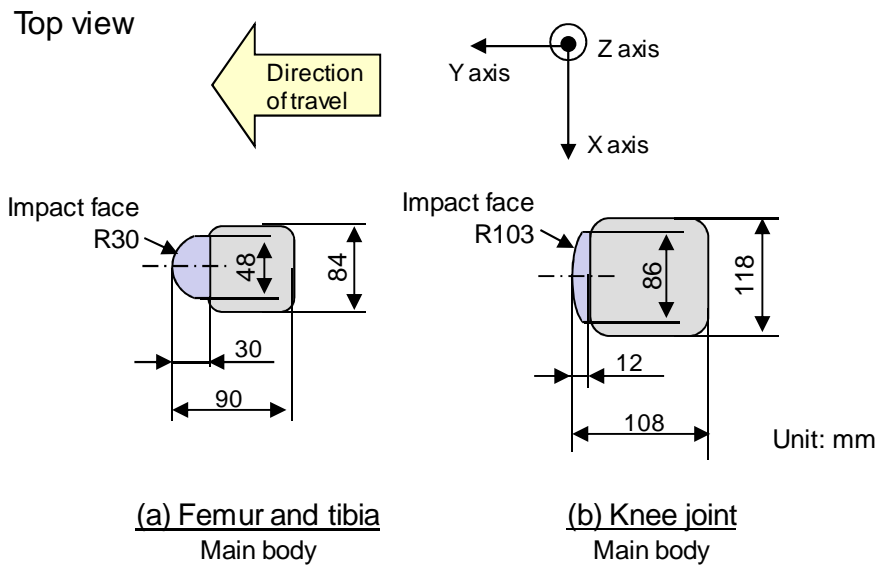 Top view
Direction
of travel
Y axis
Z axis
X axis
Impact face
R30
48
84
30
90
Impact face
R103
86
118
12
108
Unit: mm
(a) Femur and tibia
Main body
(b) Knee joint
Main body